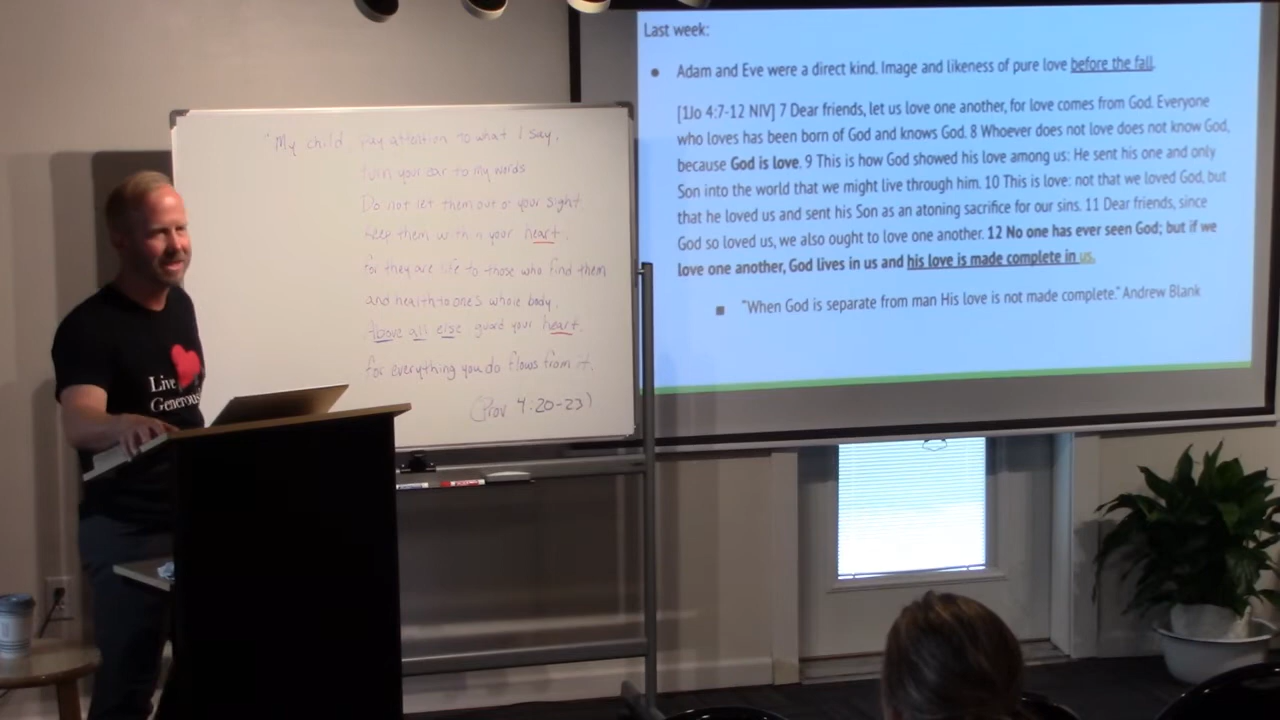 Last week:
Adam and Eve were a direct kind. Image and likeness of pure love before the fall.
[1Jo 4:7-12 NIV] 7 Dear friends, let us love one another, for love comes from God. Everyone
who loves has been born of God and knows God. 8 Whoever does not love does not know God,
because God is love. 9 This is how God showed his love among us: He sent his one and only
Son into the world that we might live through him. 10 This is love: not that we loved God, but
that he loved us and sent his Son as an atoning sacrifice for our sins. 11 Dear friends, since
God so loved us, we also ought to love one another. 12 No one has ever seen God; but if we
love one another, God lives in us and his love is made complete in us.
"When God is separate from man His love is not made complete." Andrew Blank
"My child pay attention to what I say,
turn your ear to my words
Do not let them out of your sight
keep them within your heart,
for they are life to those who find them
and health to one's whole body.
Above all else guard your heart,
for everything you do flows from it.
(Prov 4:20-23)
Live
Generous